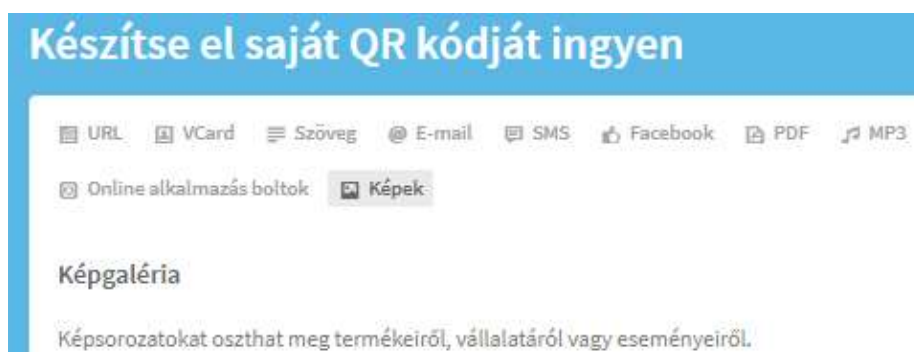 Készítse el saját QR kódját ingyen
URL VCard Szöveg @ E-mail SMS Facebook PDF MP3
Online alkalmazás boltok Képek
Képgaléria
Képsorozatokat oszthat meg termékeiről, vállalatáról vagy eseményeiről.